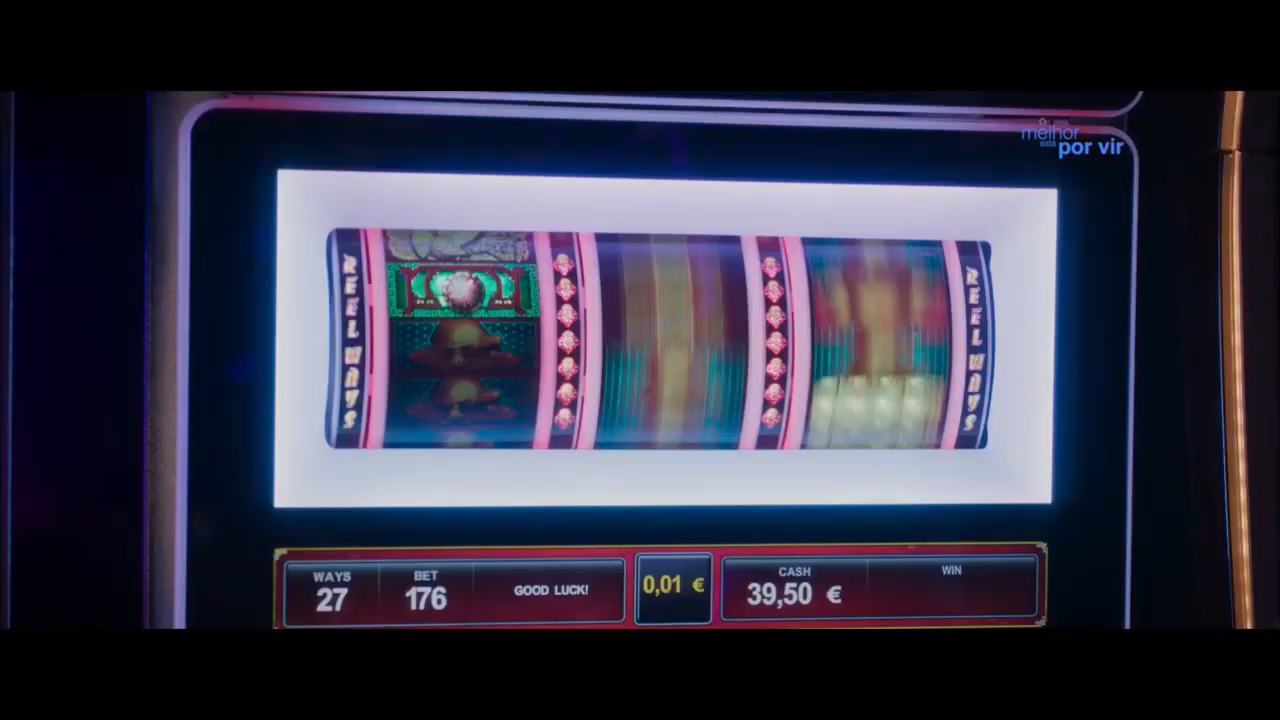 o
melhor
está
por vir
REEL WAYS
REEL WAYS
WAYS
27
BET
176
GOOD LUCK!
0,01 €
CASH
39,50 €
WIN